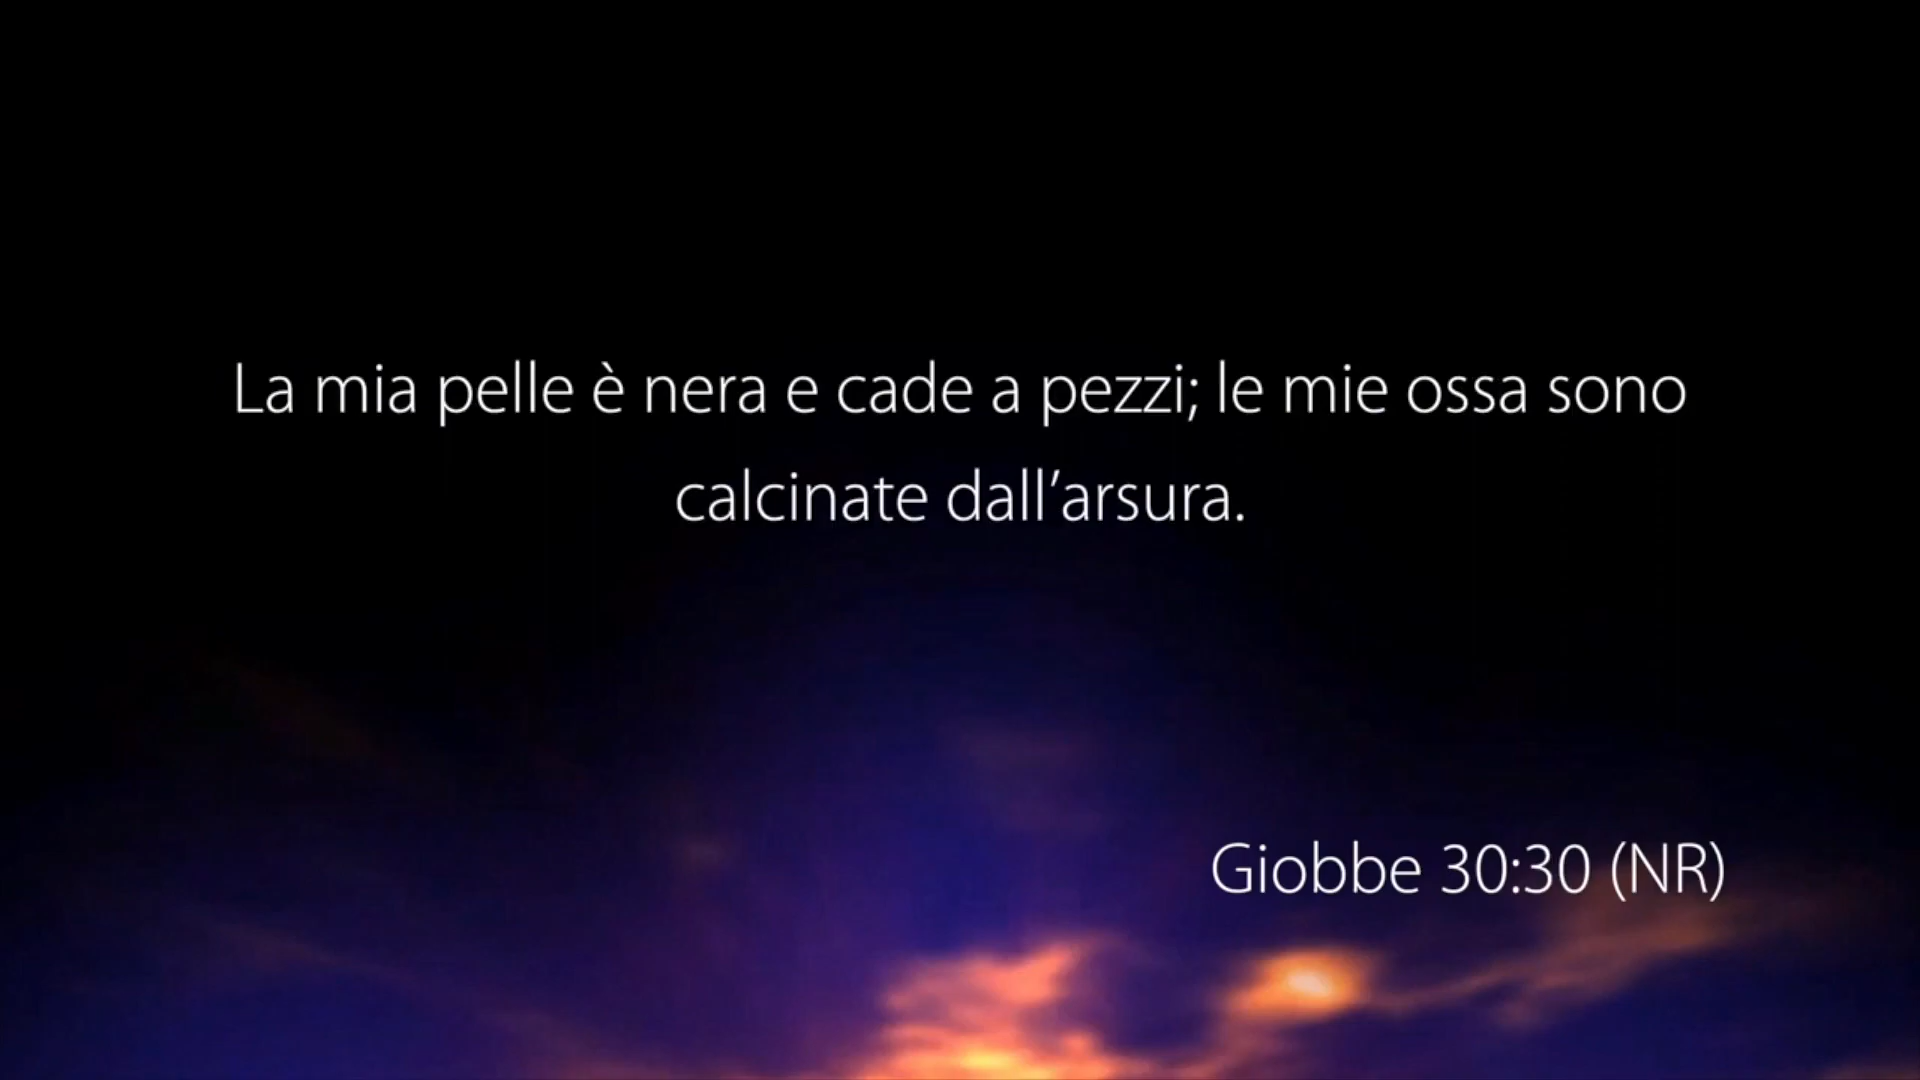 La mia pelle è nera e cade a pezzi; le mie ossa sono
calcinate dall’arsura.
Giobbe 30:30 (NR)